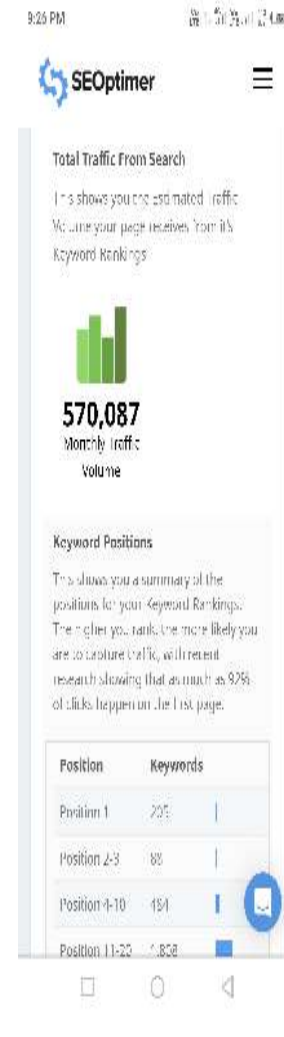 9:26 PM
SEOptimer
Total Traffic From Search
This shows you the Estimated Traffic
Volume your page receives from it's
Keyword Rankings
570,087
Monthly Traffic
Volume
Keyword Positions
This shows you a summary of the
positions for your Keyword Rankings.
The higher you rank, the more likely you
are to capture traffic, with recent
research showing that as much as 92%
of clicks happen on the first page.
Position Keywords
Position 1
Position 2-3 88
Position 4-10
Position 11-20